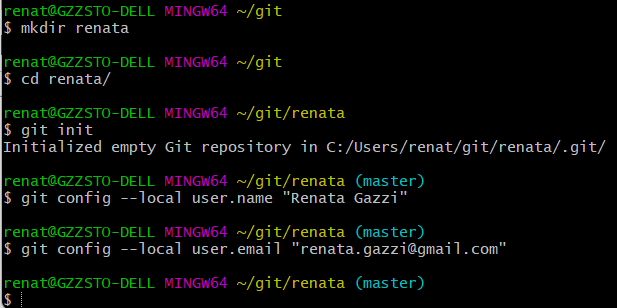 renat@GZZSTO-DELL MINGW64 ~/git
$ mkdir renata
renat@GZZSTO-DELL MINGW64 ~/git
$ cd renata/
renat@GZZSTO-DELL MINGW64 ~/git/renata
$ git init
Initialized empty Git repository in C:/Users/renat/git/renata/.git/
renat@GZZSTO-DELL MINGW64 ~/git/renata (master)
$ git config --local user.name "Renata Gazzi"
renat@GZZSTO-DELL MINGW64 ~/git/renata (master)
$ git config --local user.email "renata.gazzi@gmail.com"
renat@GZZSTO-DELL MINGW64 ~/git/renata (master)
$